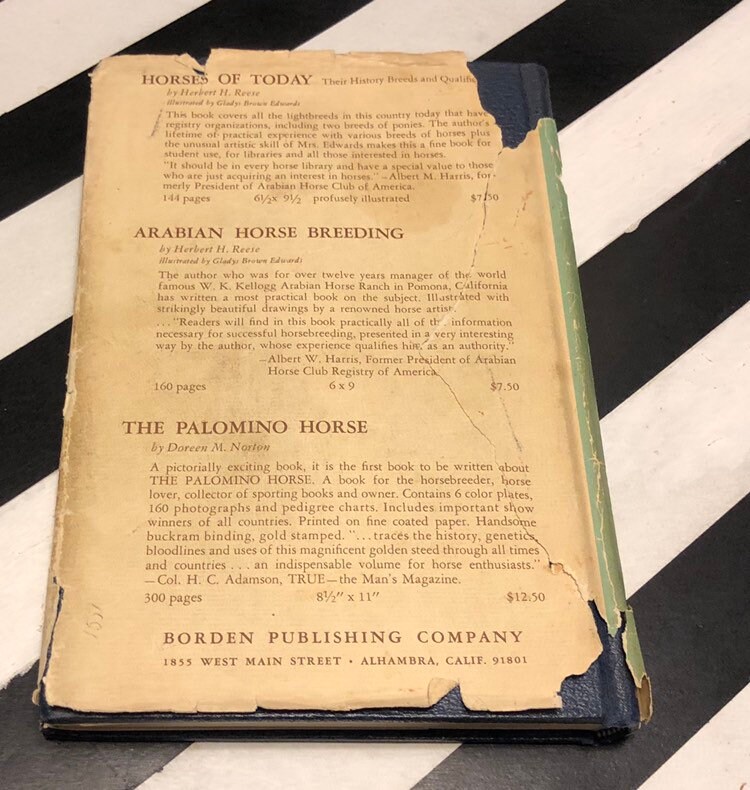 HORSES OF TODAY Their History Breeds and
by Herbert H. Reese
Illustrated by Gladys Brown Edwards
This book covers all the lightbreeds in this country today that have
registry organizations, including two breeds of ponies. The author's
lifetime of practical experience with various breeds of horses plus
the unusual artistic skill of Mrs. Edwards makes this a fine book for
student use, for libraries and all those interested in horses.
"It should be in every horse library and have a special value to those
who are just acquiring an interest in horses." –Albert M. Harris, for-
merly President of Arabian Horse Club of America.
144 pages 6½x 9½ profusely illustrated $7.50
ARABIAN HORSE BREEDING
by Herbert H. Reese
Illustrated by Gladys Brown Edwards
The author who was for over twelve years manager of the world
famous W. K. Kellogg Arabian Horse Ranch in Pomona, California
has written a most practical book on the subject. Illustrated with
strikingly beautiful drawings by a renowned horse artist.
... "Readers will find in this book practically all of the information
necessary for successful horsebreeding, presented in a very interesting
way by the author, whose experience qualifies him as an authority."
–Albert W. Harris, Former President of Arabian
Horse Club Registry of America.
160 pages 6 x 9 $7.50
THE PALOMINO HORSE
by Doreen M. Norton
A pictorially exciting book, it is the first book to be written about
THE PALOMINO HORSE. A book for the horsebreeder, horse
lover, collector of sporting books and owner. Contains 6 color plates,
160 photographs and pedigree charts. Includes important show
winners of all countries. Printed on fine coated paper. Handsome
buckram binding, gold stamped. "...traces the history, genetics,
bloodlines and uses of this magnificent golden steed through all times
and countries . . . an indispensable volume for horse enthusiasts."
–Col. H. C. Adamson, TRUE–the Man's Magazine.
300 pages 8½" x 11" $12.50
BORDEN PUBLISHING COMPANY
1855 WEST MAIN STREET • ALHAMBRA, CALIF. 91801